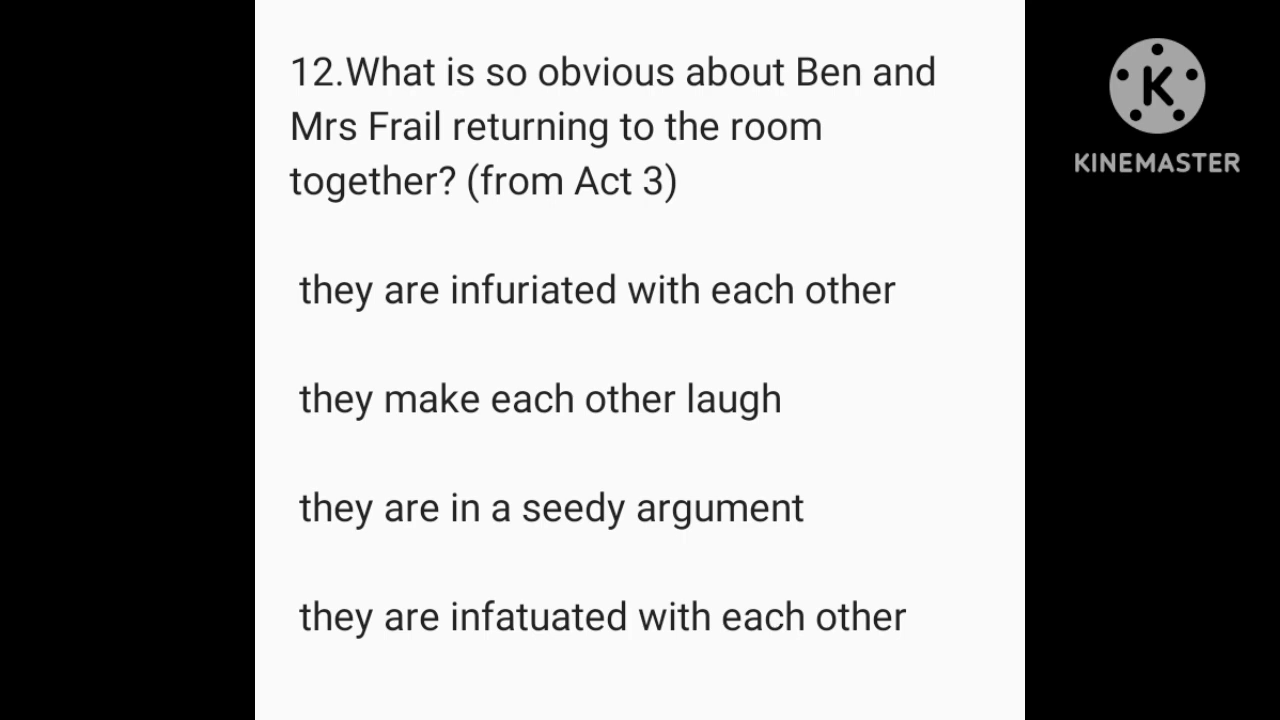 12.What is so obvious about Ben and
Mrs Frail returning to the room
together? (from Act 3)
they are infuriated with each other
they make each other laugh
they are in a seedy argument
they are infatuated with each other
K
KINEMASTER